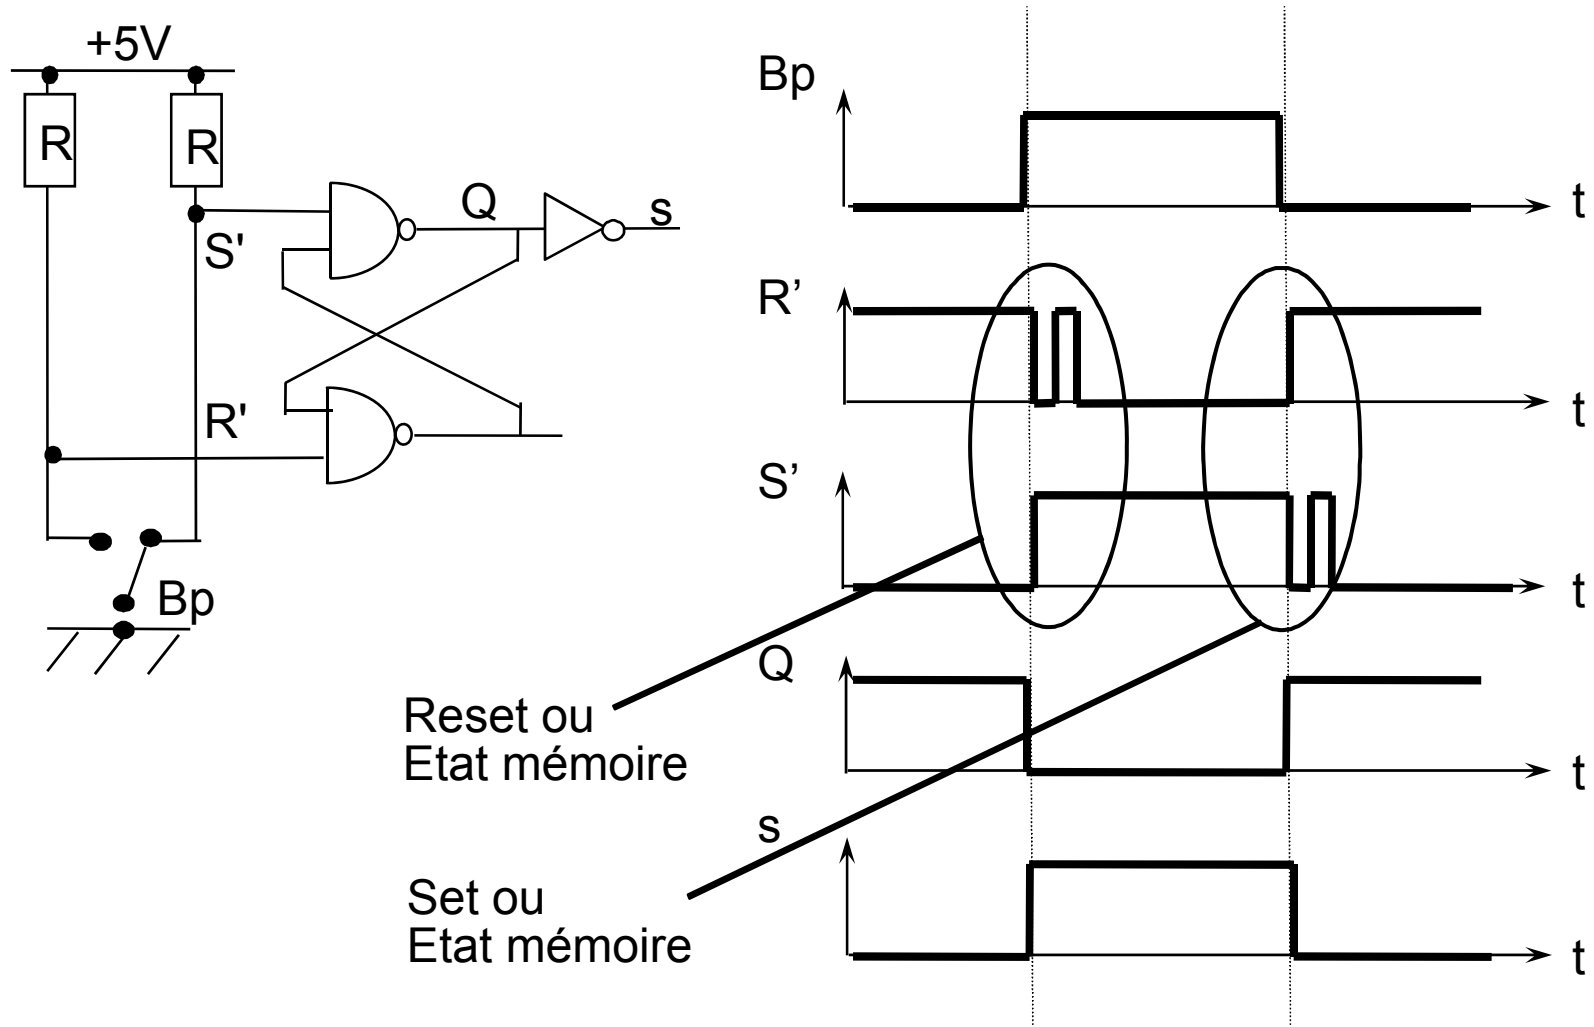 +5V
R
R
Q
s
S'
R'
Bp
Bp
t
R’
t
S’
t
Q
t
s
t
Reset ou
Etat mémoire
Set ou
Etat mémoire